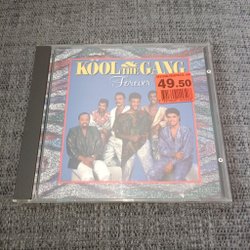 KOOL & THE GANG
Forever
49.50